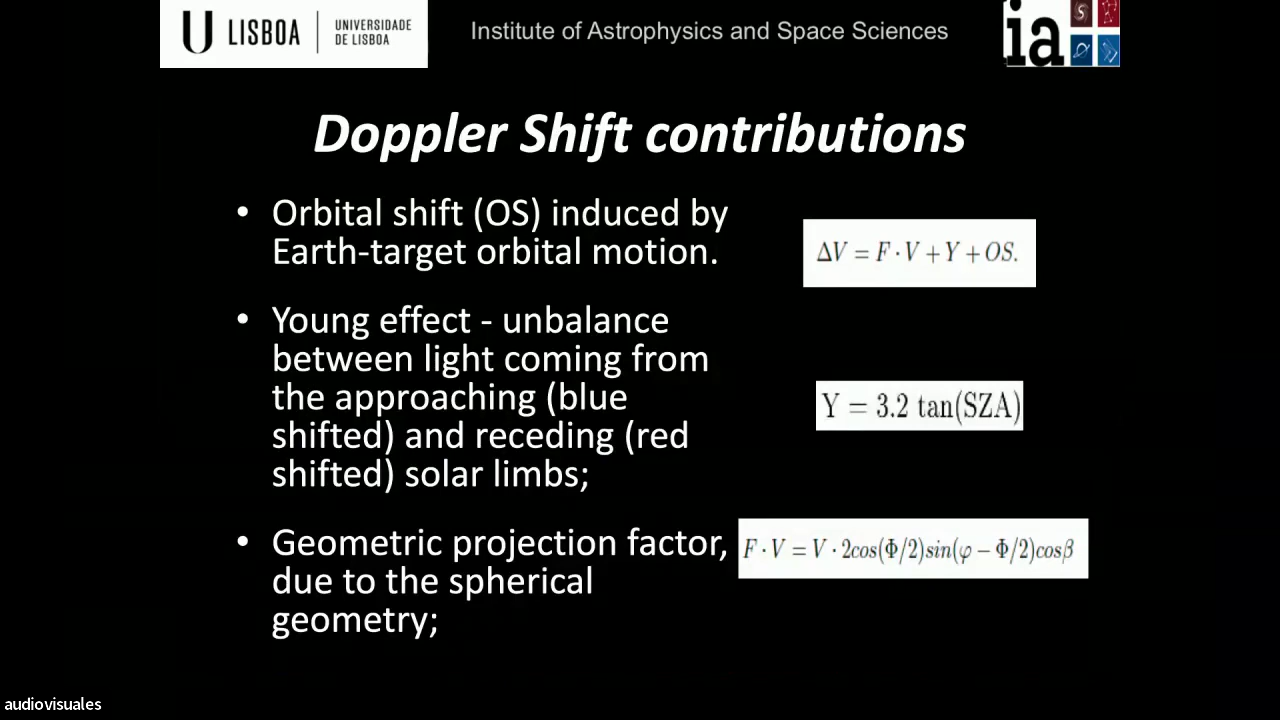 LISBOA
UNIVERSIDADE
DE LISBOA
Institute of Astrophysics and Space Sciences
ia
Doppler Shift contributions
• Orbital shift (OS) induced by
Earth-target orbital motion.
ΔV = F · V + Y + OS.
• Young effect - unbalance
between light coming from
the approaching (blue
shifted) and receding (red
shifted) solar limbs;
Y = 3.2 tan(SZA)
• Geometric projection factor,
due to the spherical
geometry;
F · V = V · 2cos(Φ/2)sin(φ − Φ/2)cosβ
audiovisuales